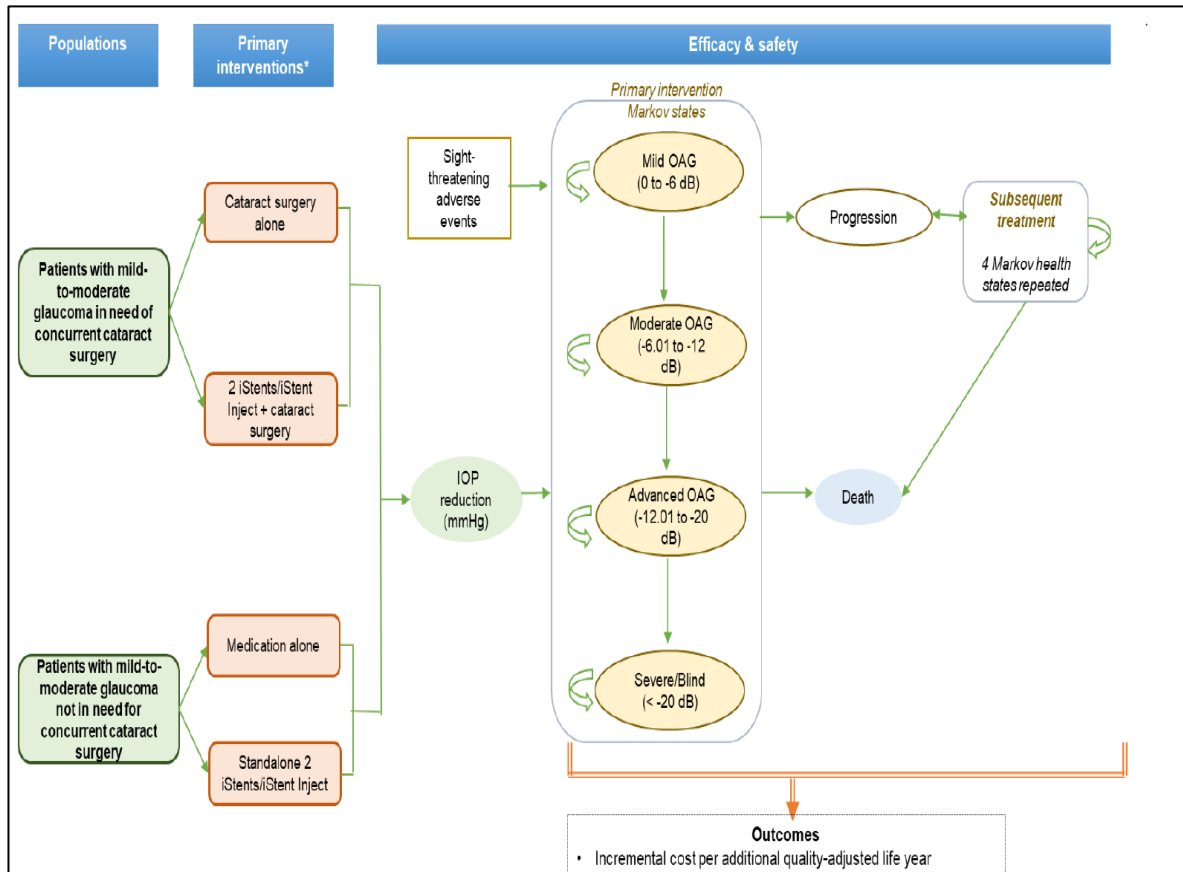 Populations
Primary
interventions*
Efficacy & safety
Primary intervention
Markov states
Sight-
threatening
adverse
events
Mild OAG
(0 to -6 dB)
Cataract surgery
alone
Progression
Subsequent
treatment
4 Markov health
states repeated
Patients with mild-
to-moderate
glaucoma in need of
concurrent cataract
surgery
Moderate OAG
(-6.01 to -12
dB)
2 iStents/iStent
Inject + cataract
surgery
IOP
reduction
(mmHg)
Advanced OAG
(-12.01 to -20
dB)
Death
Medication alone
Patients with mild-to-
moderate glaucoma
not in need for
concurrent cataract
surgery
Severe/Blind
(< -20 dB)
Standalone 2
iStents/iStent Inject
Outcomes
• Incremental cost per additional quality-adjusted life year